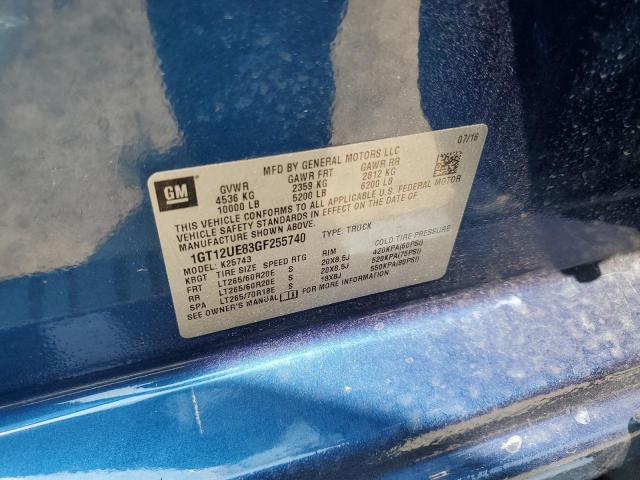 MFD BY GENERAL MOTORS LLC 07/16
GM
GVWR GAWR FRT GAWR RR
4536 KG 2359 KG 2812 KG
10000 LB 5200 LB 6200 LB
THIS VEHICLE CONFORMS TO ALL APPLICABLE U.S. FEDERAL MOTOR
VEHICLE SAFETY STANDARDS IN EFFECT ON THE DATE OF
MANUFACTURE SHOWN ABOVE.
1GT12UE83GF255740 TYPE: TRUCK
MODEL: K25743
KBGT TIRE SIZE SPEED RTG RIM COLD TIRE PRESSURE
FRT LT265/60R20E S 20X8.5J 420KPA(60PSI)
RR LT265/60R20E S 20X8.5J 520KPA(75PSI)
SPA LT265/70R18E S 18X8J 550KPA(80PSI)
SEE OWNER'S MANUAL FOR MORE INFORMATION